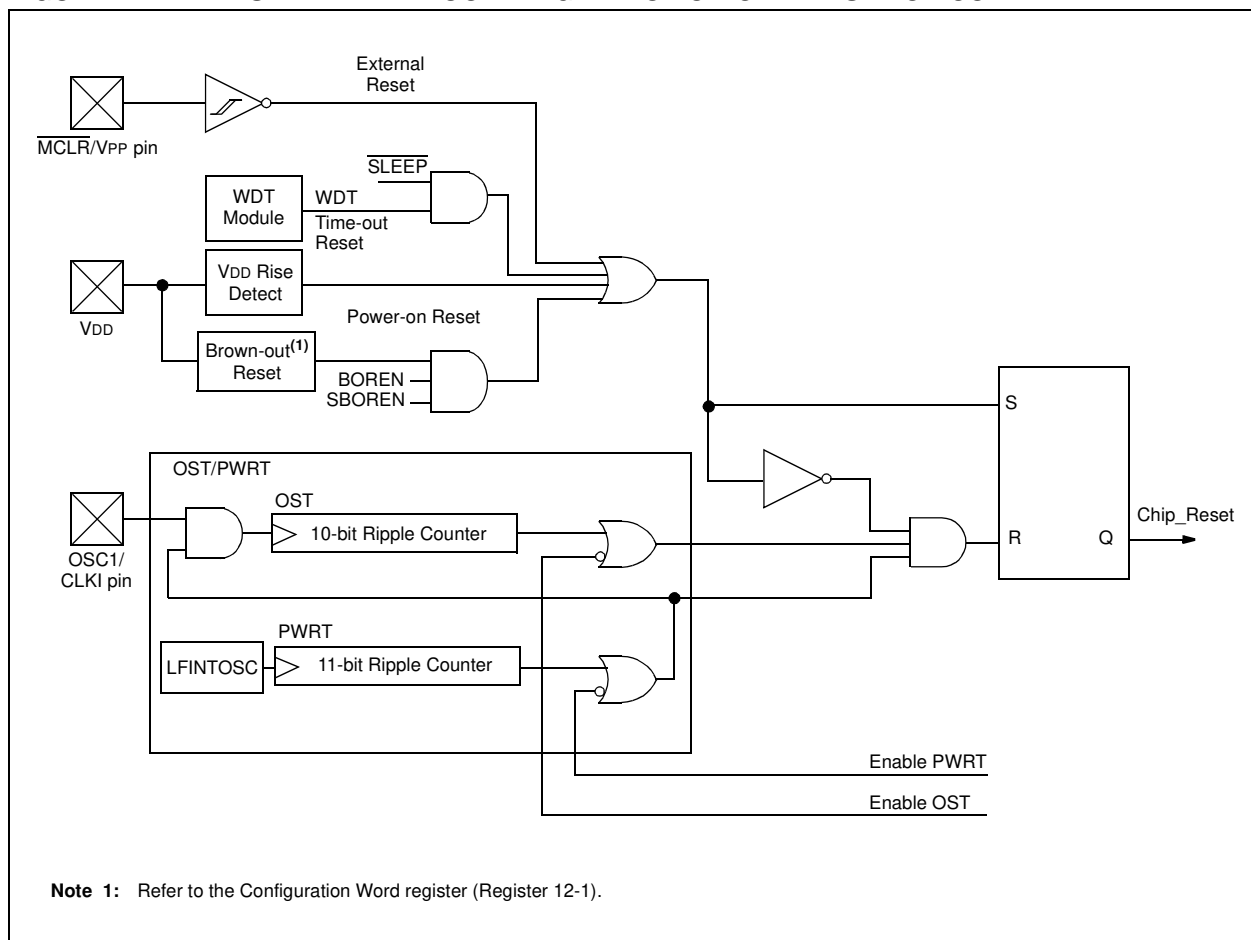 External
Reset
MCLR/VPP pin
SLEEP
WDT
Module
WDT
Time-out
Reset
VDD Rise
Detect
VDD
Power-on Reset
Brown-out(1)
Reset
BOREN
SBOREN
S
OST/PWRT
OST
10-bit Ripple Counter
OSC1/
CLKI pin
Chip_Reset
R
Q
PWRT
LFINTOSC
11-bit Ripple Counter
Enable PWRT
Enable OST
Note 1: Refer to the Configuration Word register (Register 12-1).